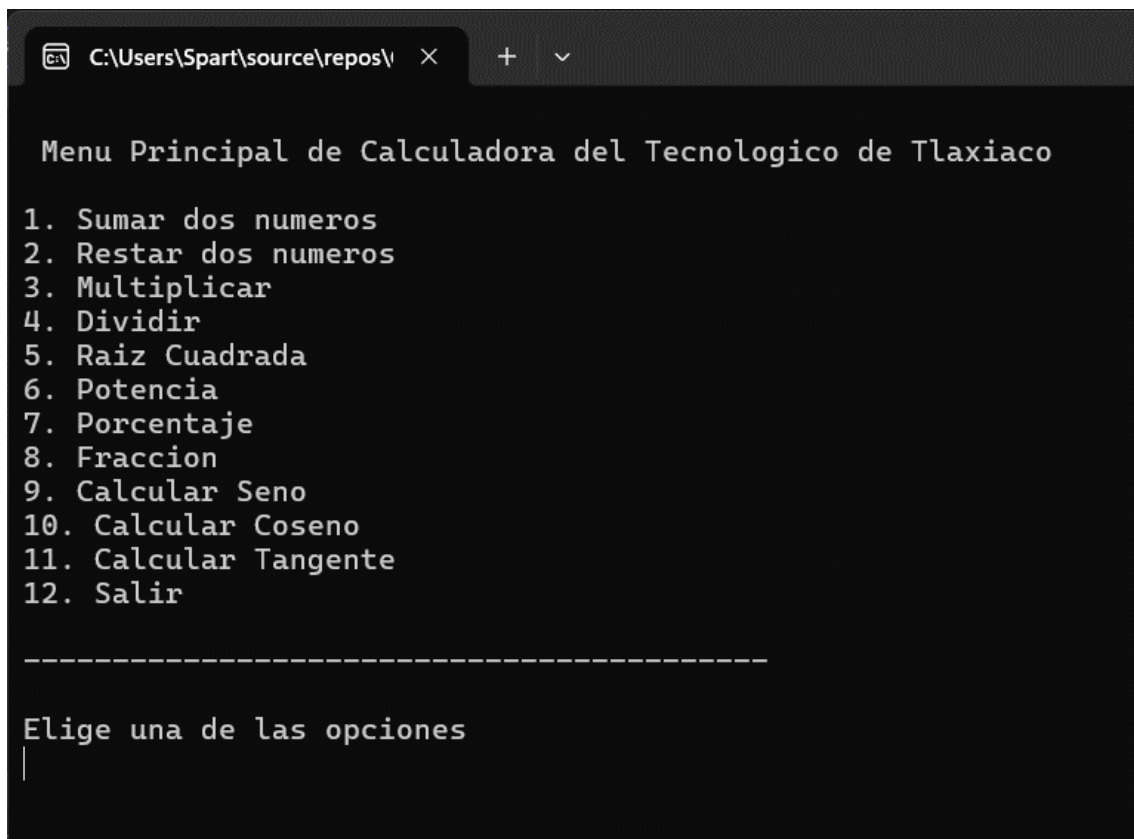 C:\Users\Spart\source\repos\
Menu Principal de Calculadora del Tecnologico de Tlaxiaco
1. Sumar dos numeros
2. Restar dos numeros
3. Multiplicar
4. Dividir
5. Raiz Cuadrada
6. Potencia
7. Porcentaje
8. Fraccion
9. Calcular Seno
10. Calcular Coseno
11. Calcular Tangente
12. Salir
------------------------------------------
Elige una de las opciones